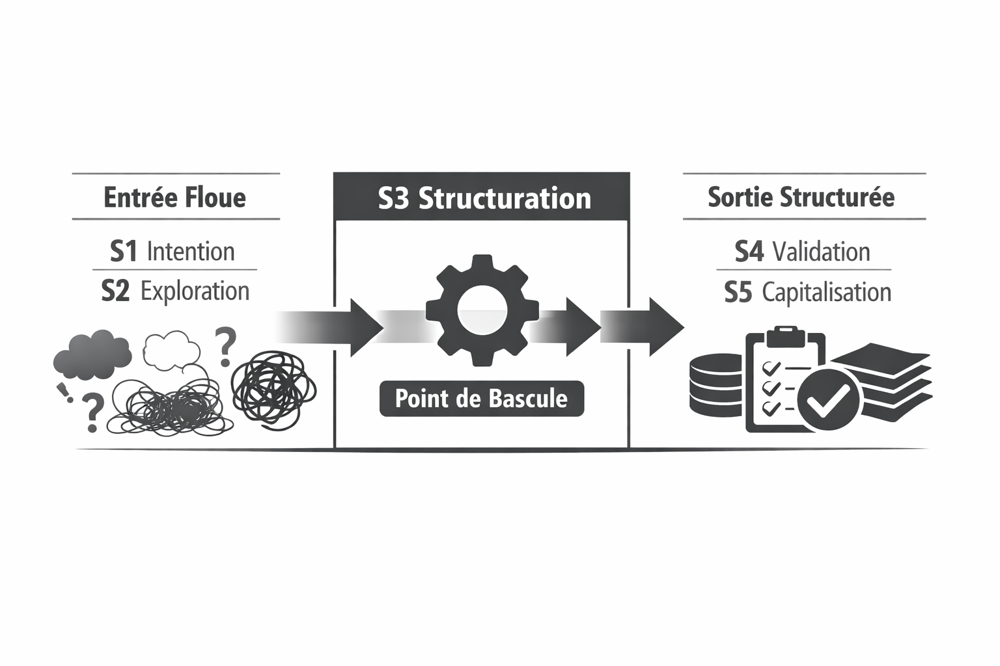 Entrée Floue
S1 Intention
S2 Exploration
? 
!
?
S3 Structuration
Point de Bascule
Sortie Structurée
S4 Validation
S5 Capitalisation